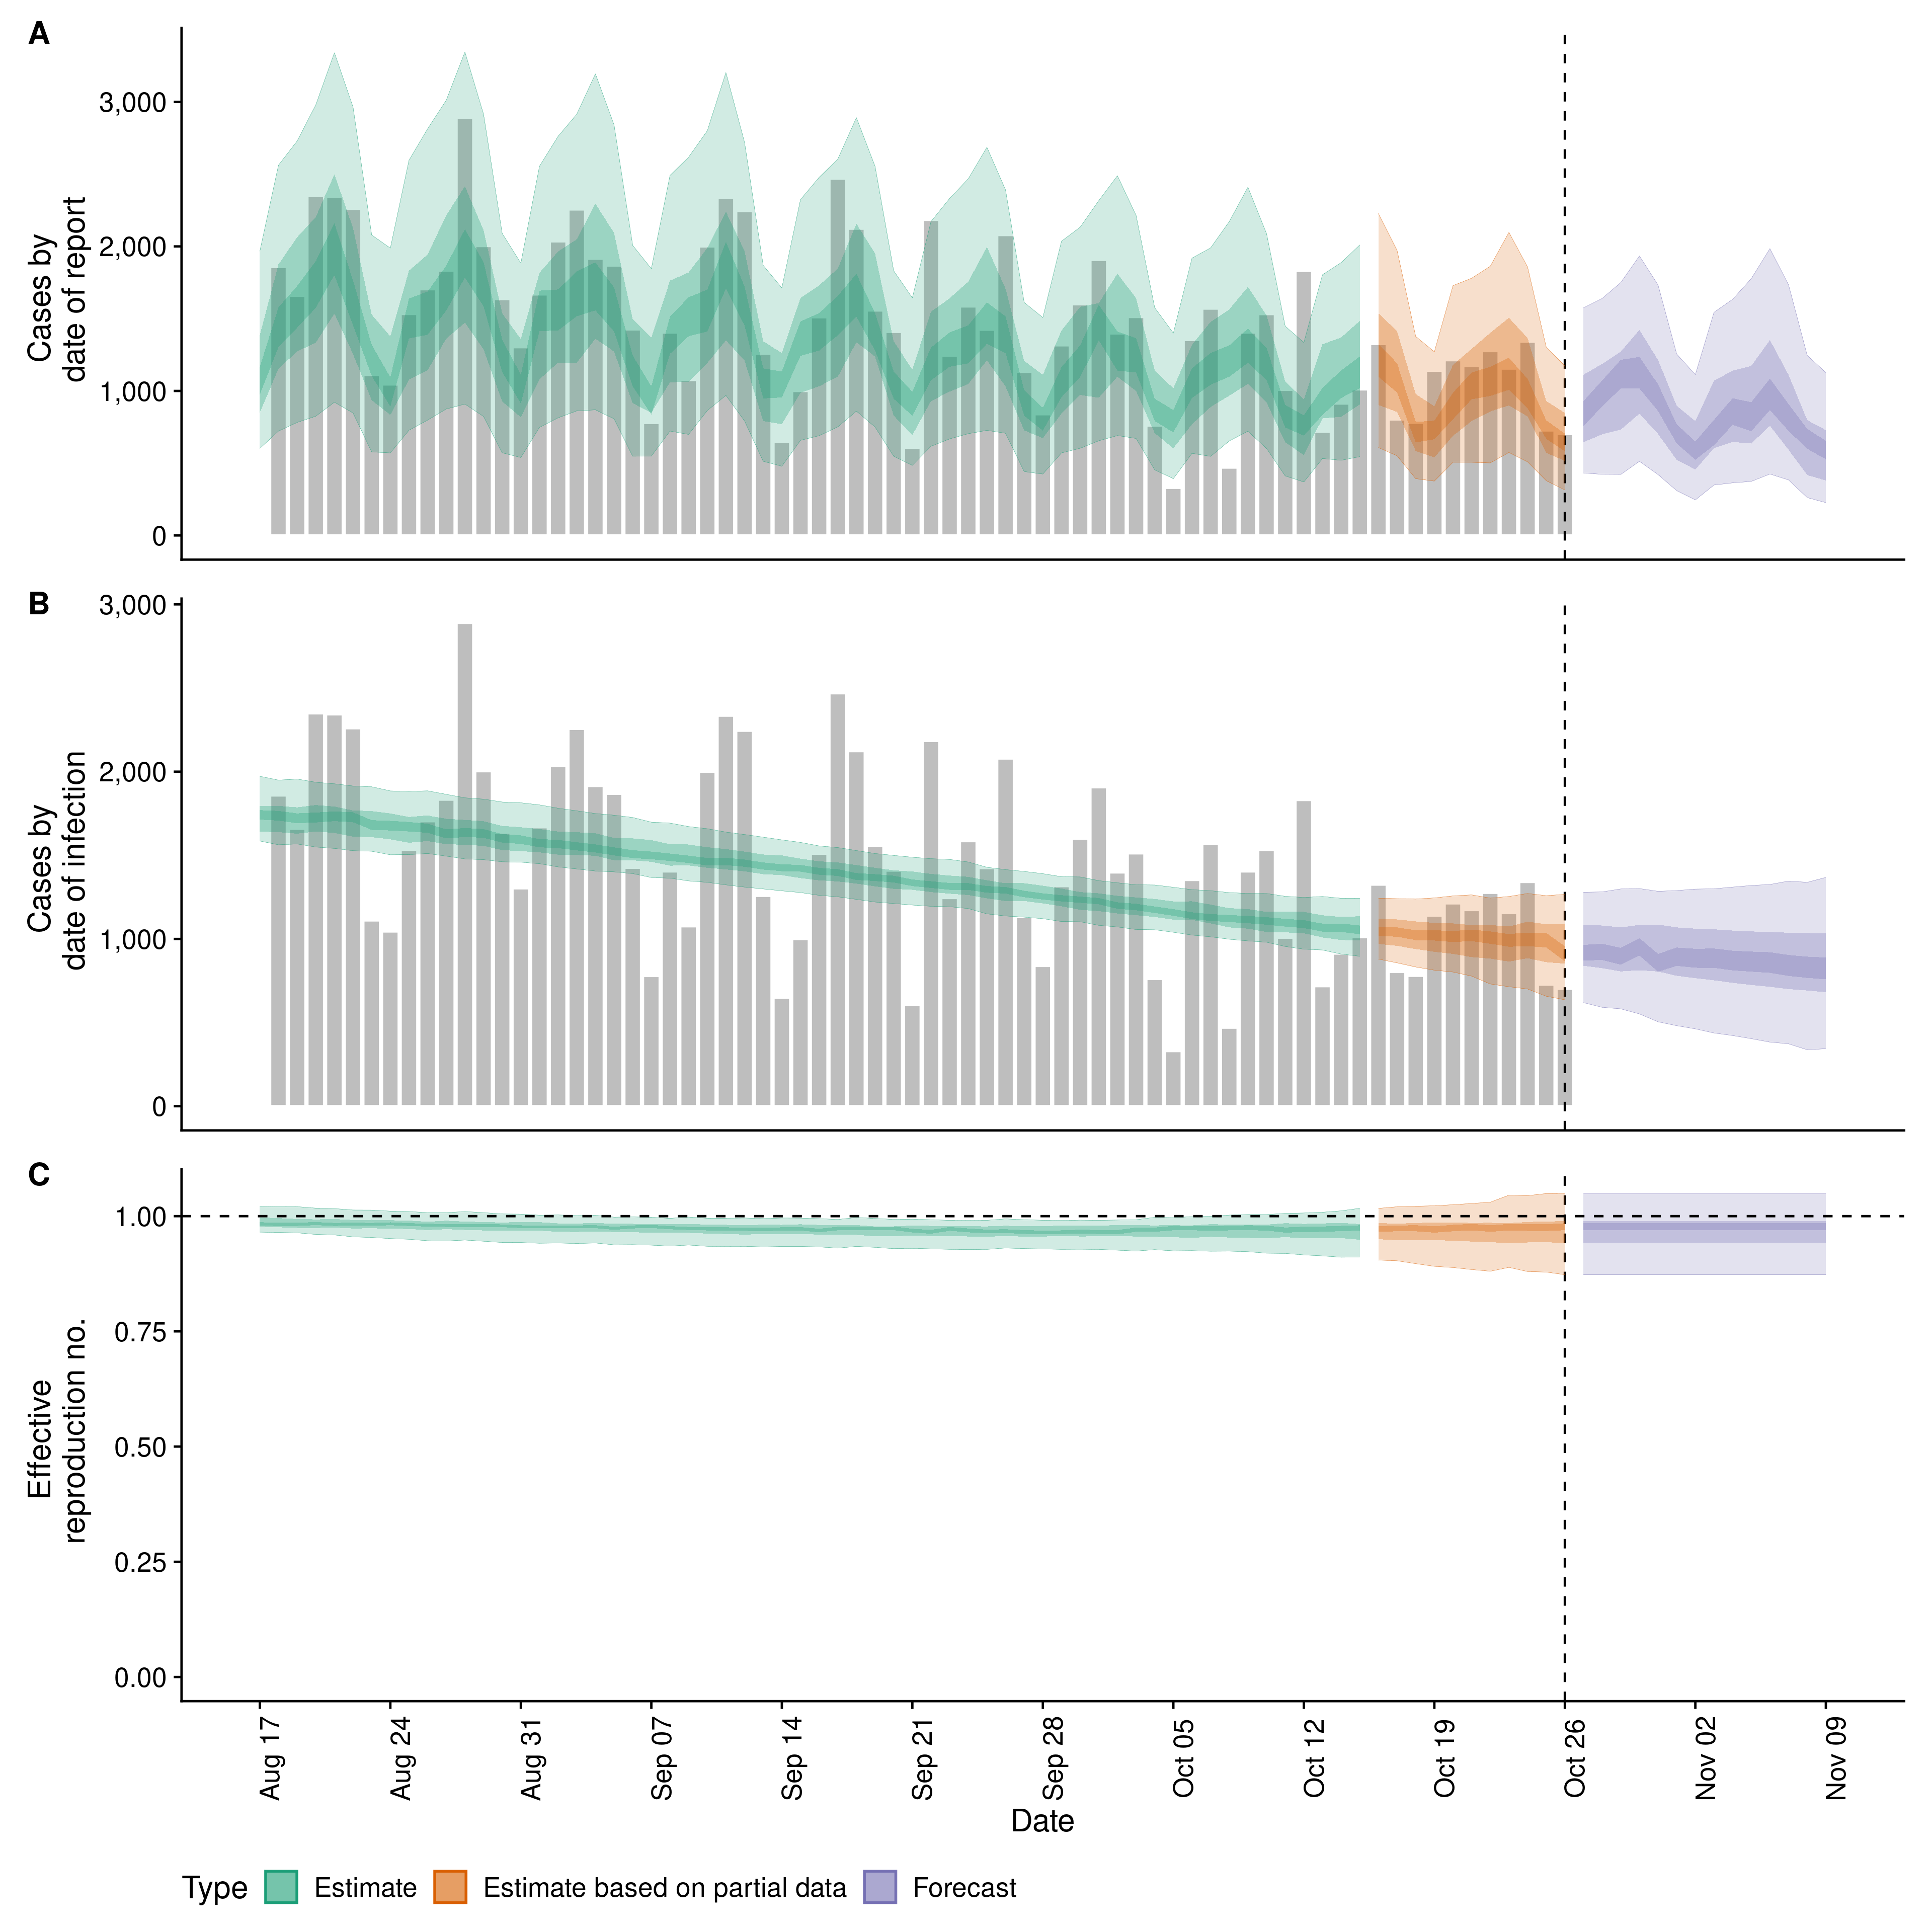 A
Cases by
date of report
3,000
2,000
1,000
0
B
Cases by
date of infection
3,000
2,000
1,000
0
C
Effective
reproduction no.
1.00
0.75
0.50
0.25
0.00
Aug 17
Aug 24
Aug 31
Sep 07
Sep 14
Sep 21
Sep 28
Oct 05
Oct 12
Oct 19
Oct 26
Nov 02
Nov 09
Date
Type
Estimate
Estimate based on partial data
Forecast